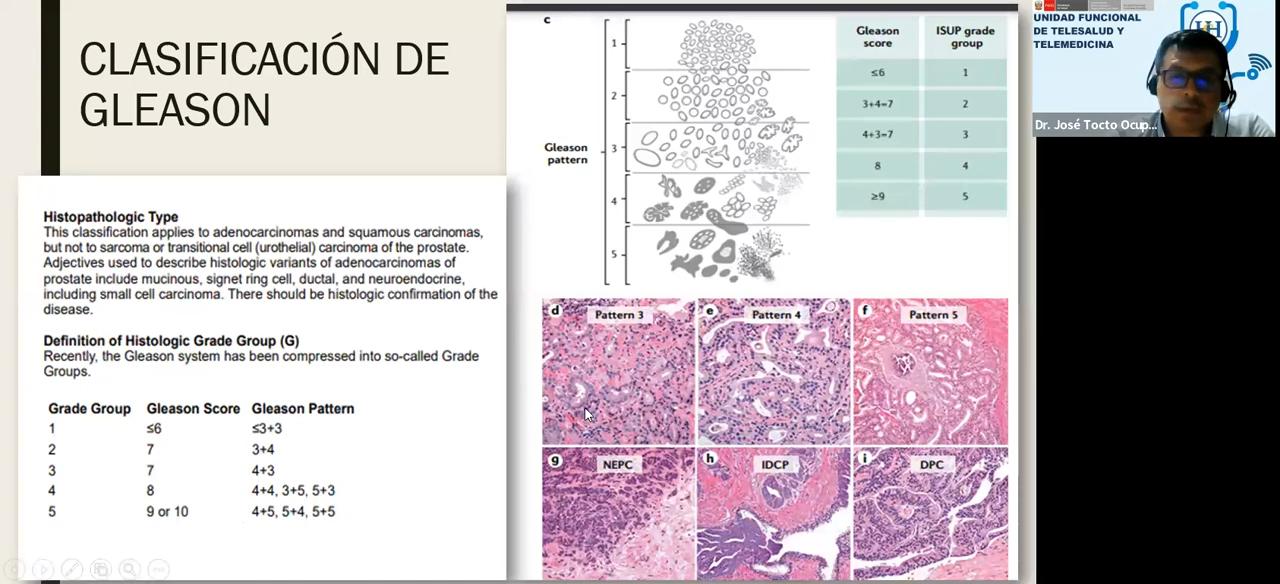 CLASIFICACIÓN DE
GLEASON
Histopathologic Type
This classification applies to adenocarcinomas and squamous carcinomas,
but not to sarcoma or transitional cell (urothelial) carcinoma of the prostate.
Adjectives used to describe histologic variants of adenocarcinomas of
prostate include mucinous, signet ring cell, ductal, and neuroendocrine,
including small cell carcinoma. There should be histologic confirmation of the
disease.
Definition of Histologic Grade Group (G)
Recently, the Gleason system has been compressed into so-called Grade
Groups.
Grade Group Gleason Score Gleason Pattern
1 ≤6 ≤3+3
2 7 3+4
3 7 4+3
4 8 4+4, 3+5, 5+3
5 9 or 10 4+5, 5+4, 5+5
c
Gleason
pattern
1
2
3
4
5
Gleason score ISUP grade group
≤6 1
3+4=7 2
4+3=7 3
8 4
≥9 5
d Pattern 3
e Pattern 4
f Pattern 5
g NEPC
h IDCP
i DPC
UNIDAD FUNCIONAL
DE TELESALUD Y
TELEMEDICINA
Dr. José Tocto Ocup...